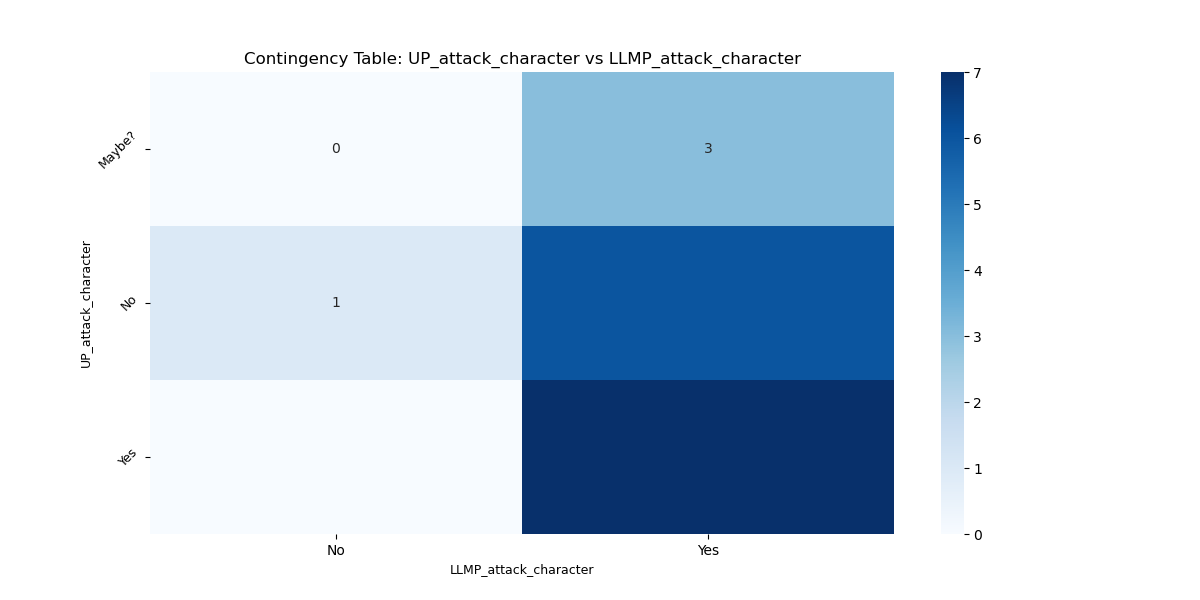 Contingency Table: UP_attack_character vs LLMP_attack_character
Maybe?
0
3
No
1
Yes
UP_attack_character
No
Yes
LLMP_attack_character
7
6
5
4
3
2
1
0